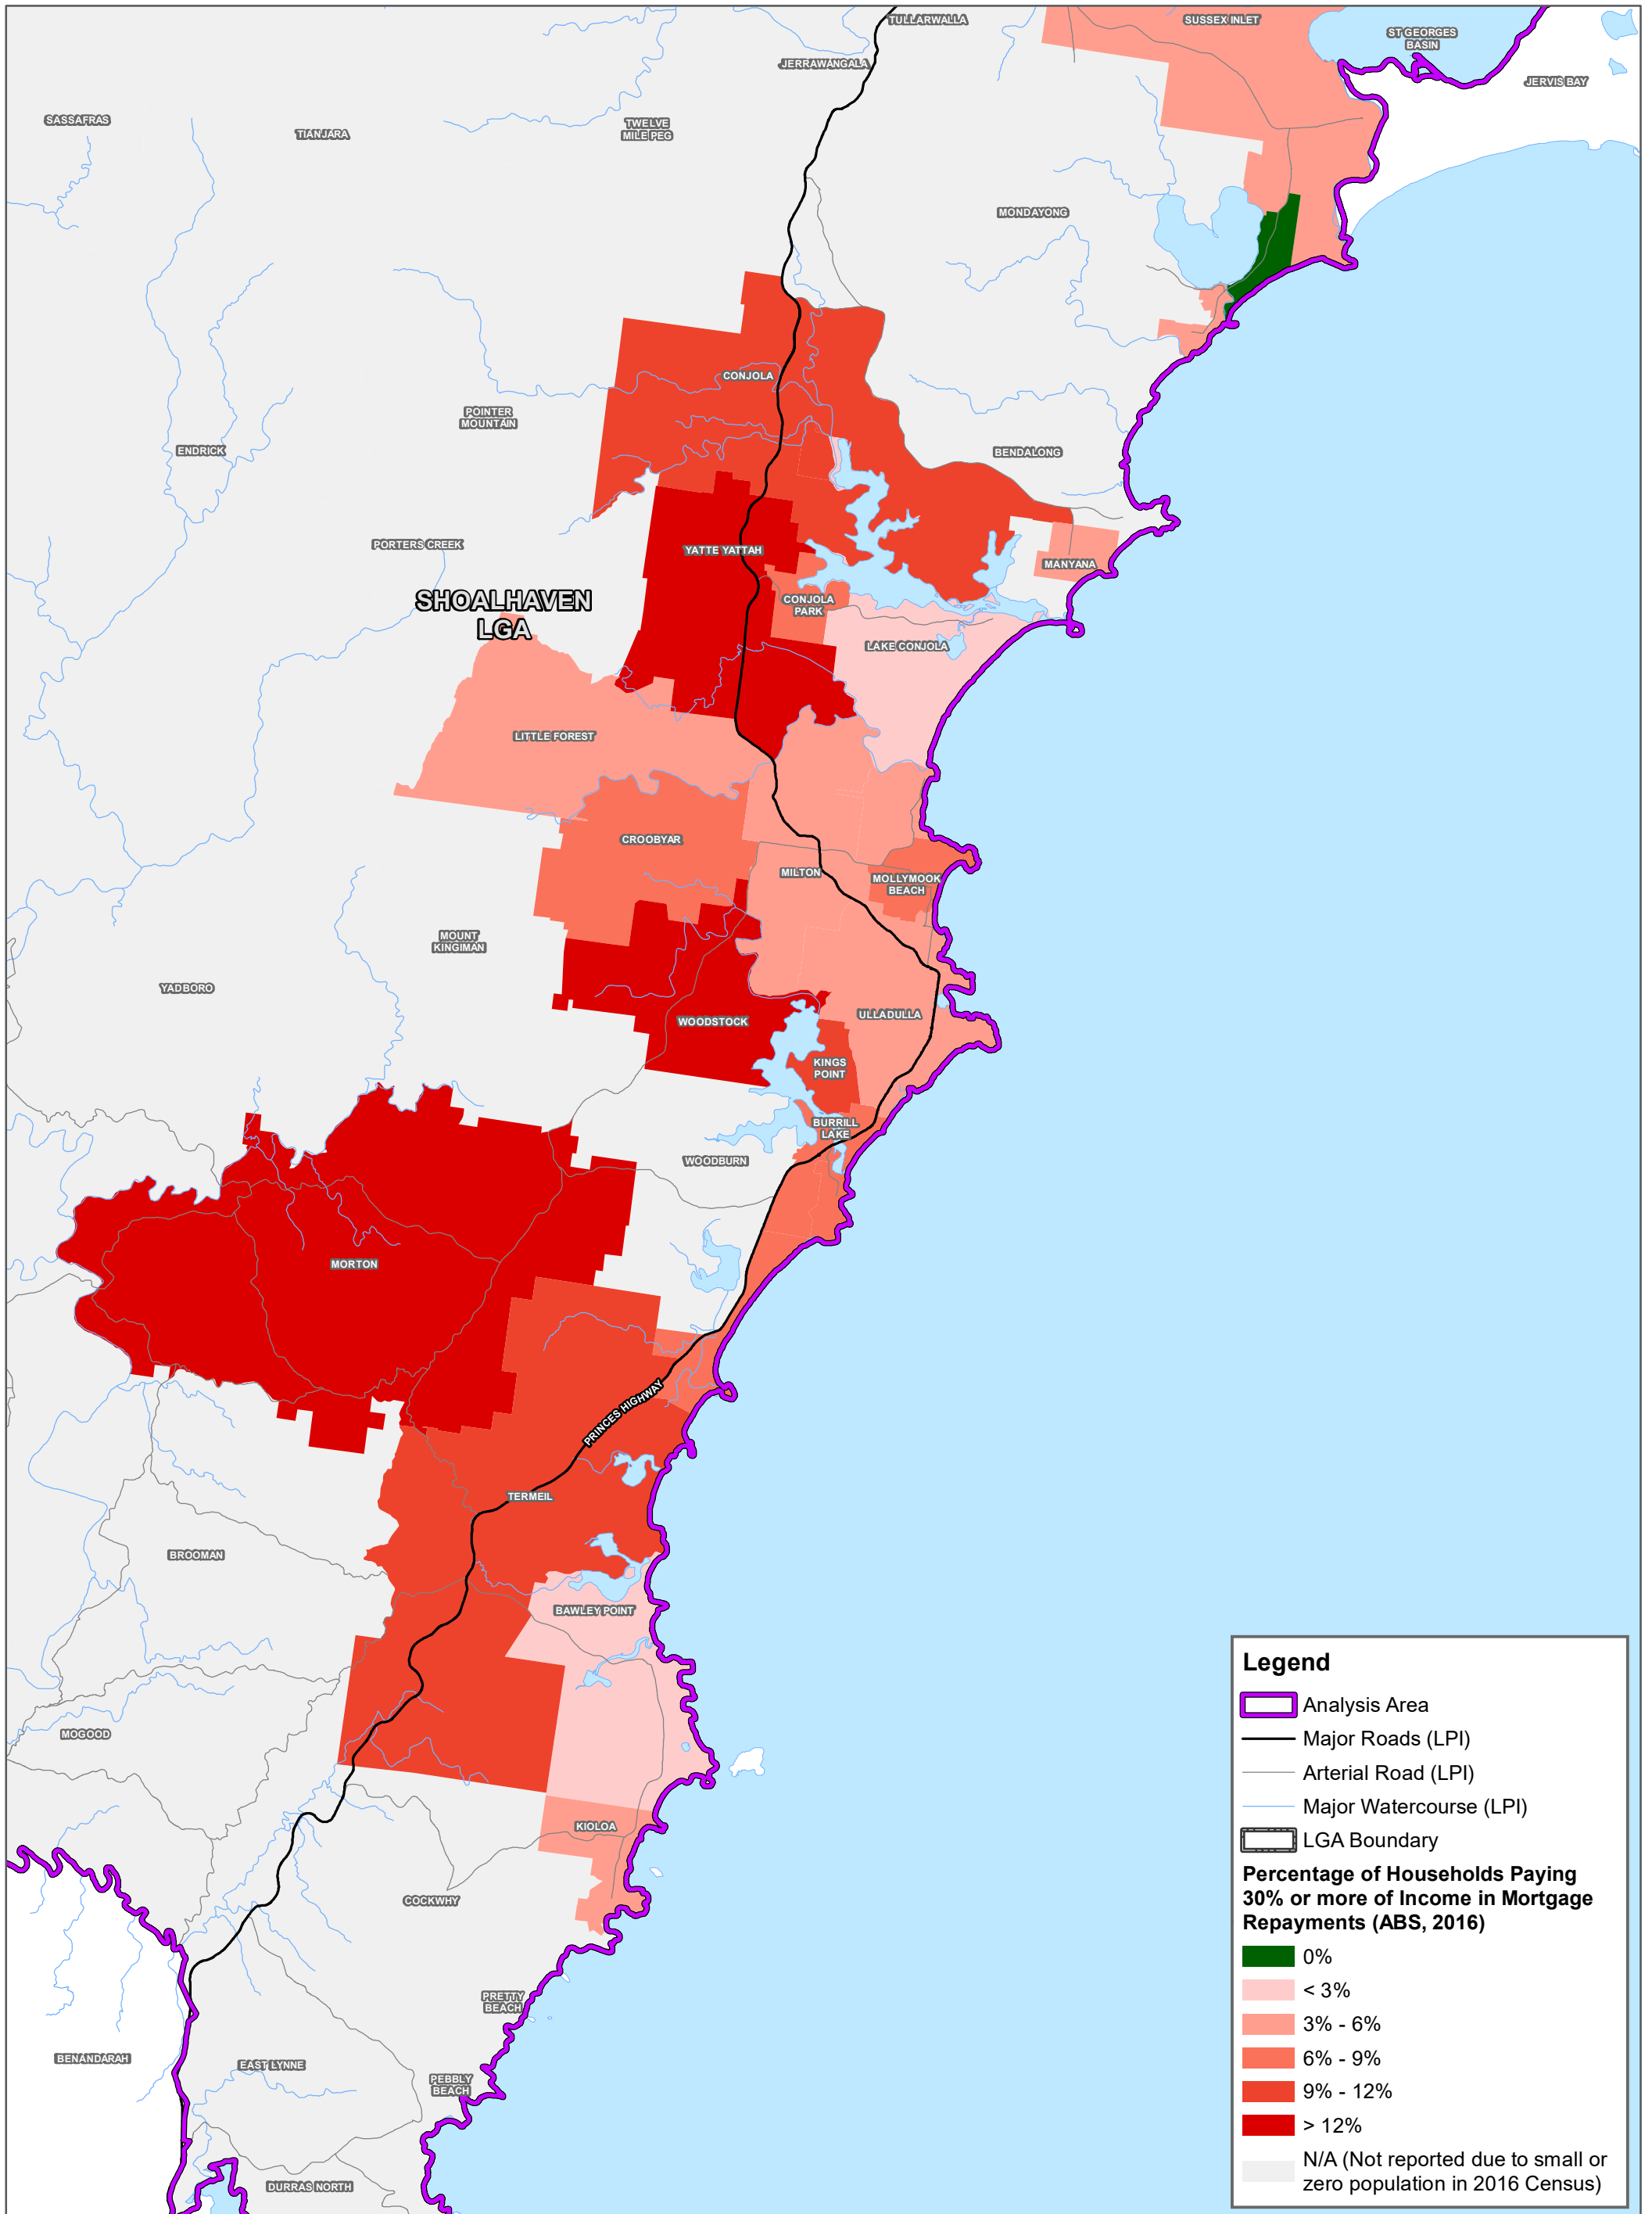 TULLARWALLA
SUSSEX INLET
ST GEORGES
BASIN
JERRAWANGALA
JERVIS BAY
SASSAFRAS
TIANJARA
TWELVE
MILE PEG
MONDAYONG
CONJOLA
POINTER
MOUNTAIN
ENDRICK
BENDALONG
PORTERS CREEK
YATTE YATTAH
MANYANA
SHOALHAVEN
LGA
CONJOLA
PARK
LAKE CONJOLA
LITTLE FOREST
CROOBYAR
MILTON
MOLLYMOOK
BEACH
MOUNT
KINGIMAN
YADBORO
WOODSTOCK
ULLADULLA
KINGS
POINT
BURRILL
LAKE
WOODBURN
MORTON
PRINCES HIGHWAY
TERMEIL
BROOMAN
BAWLEY POINT
MOGOOD
KIOLOA
COCKWHY
PRETTY
BEACH
BENANDARAH
EAST LYNNE
PEBBLY
BEACH
DURRAS NORTH
Legend
Analysis Area
Major Roads (LPI)
Arterial Road (LPI)
Major Watercourse (LPI)
LGA Boundary
Percentage of Households Paying
30% or more of Income in Mortgage
Repayments (ABS, 2016)
0%
< 3%
3% - 6%
6% - 9%
9% - 12%
> 12%
N/A (Not reported due to small or
zero population in 2016 Census)